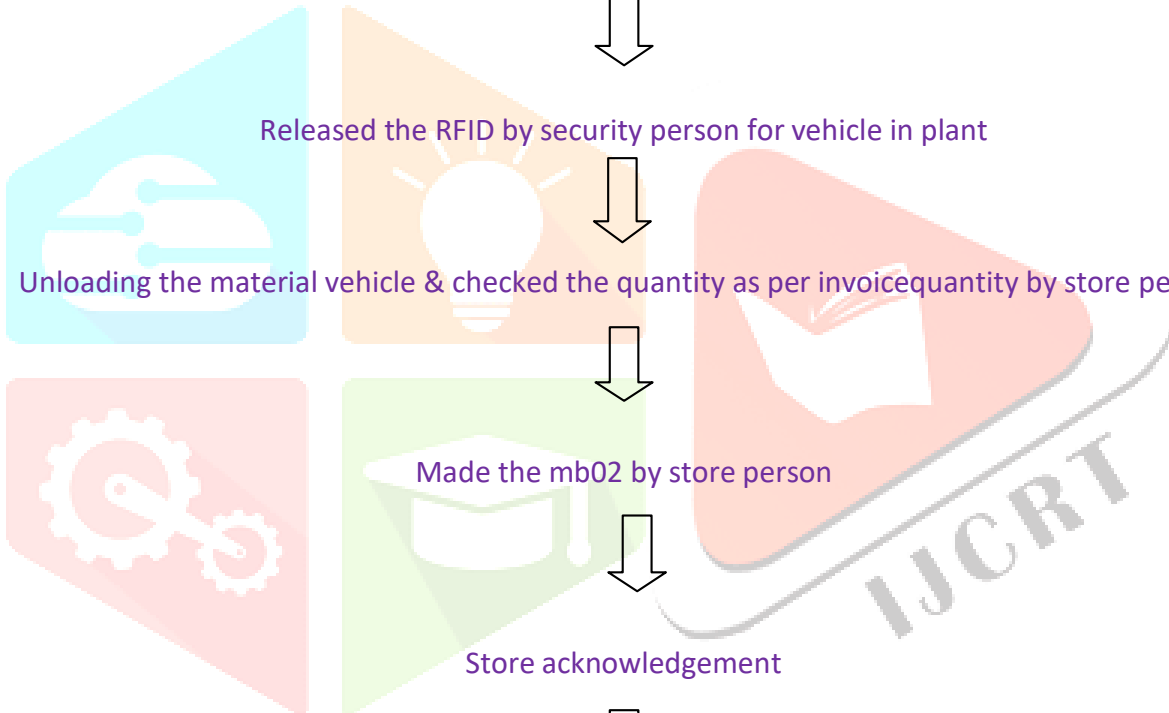 Released the RFID by security person for vehicle in plant
Unloading the material vehicle & checked the quantity as per invoicequantity by store
Made the mb02 by store person
IJCRT
Store acknowledgement